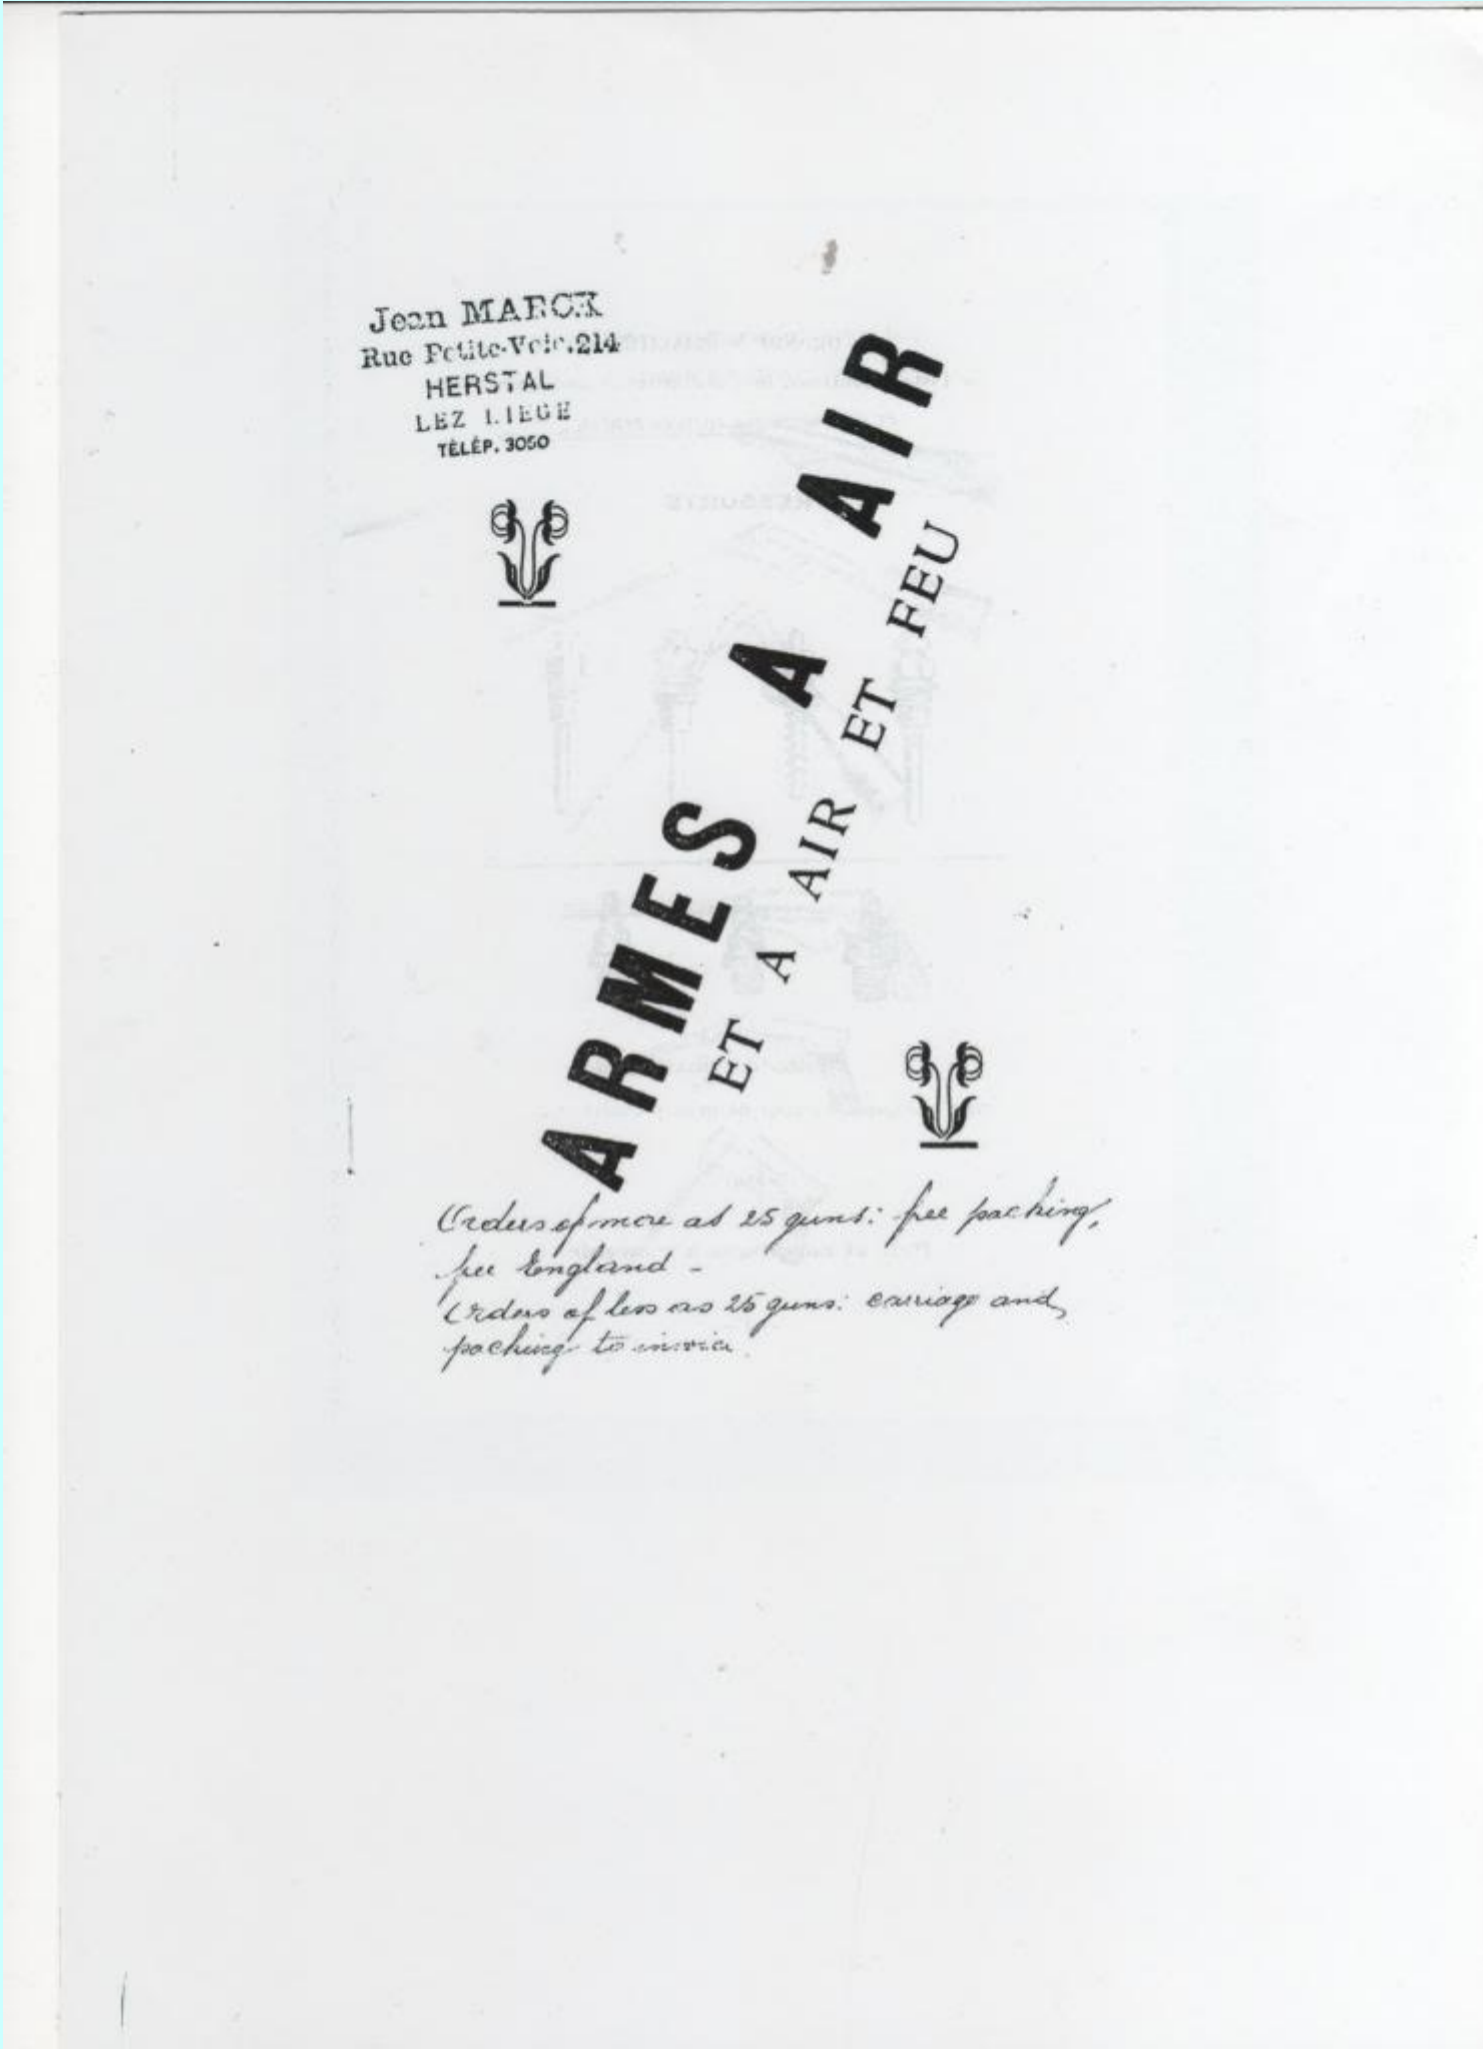 Jean MARCK
Rue Petite-Voie.214
HERSTAL
LEZ LIEGE
TÉLÉP. 3050
ARMES A AIR
ET A AIR ET FEU
Orders of more as 25 guns: free packing,
free England -
Orders of less as 25 guns: carriage and
packing to